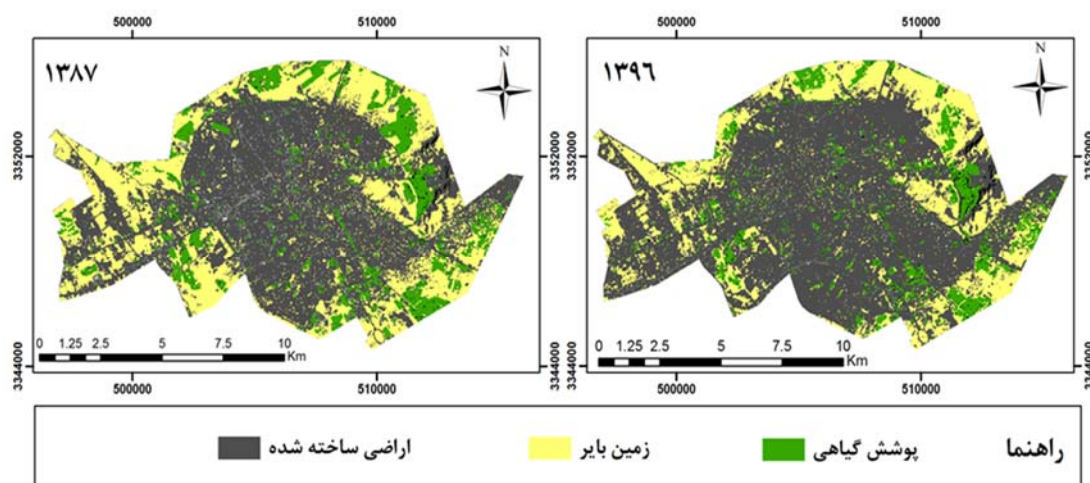 500000 510000 500000 510000
۱۳۸۷ N ۱۳۹۶ N
3352000 3352000 3352000
0 1.25 2.5 5 7.5 10 Km 0 1.25 2.5 5 7.5 10 Km
3344000 3344000 3344000
500000 510000 500000 510000
راهنما پوشش گیاهی زمین بایر اراضی ساخته شده